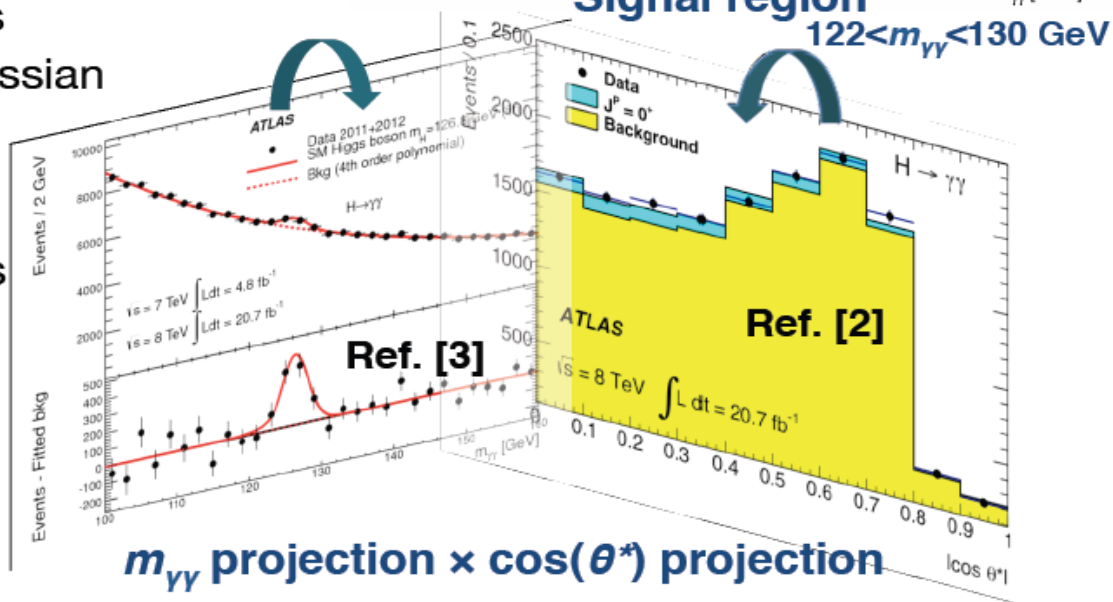 Signal region
122<mγγ<130 GeV
ssian
ATLAS
Data 2011+2012
SM Higgs boson mH=126.8 GeV
Bkg (4th order polynomial)
H→γγ
Events / 2 GeV
10000
8000
6000
4000
2000
√s = 7 TeV ∫Ldt = 4.8 fb⁻¹
√s = 8 TeV ∫Ldt = 20.7 fb⁻¹
Ref. [3]
Events - Fitted bkg
500
400
300
200
100
0
-100
-200
100
110
120
130
140
150
160
mγγ [GeV]
Events / 0.1
2500
2000
1500
1000
500
0
Data
Jᴾ = 0⁺
Background
H → γγ
Ref. [2]
ATLAS
√s = 8 TeV ∫L dt = 20.7 fb⁻¹
0.1
0.2
0.3
0.4
0.5
0.6
0.7
0.8
0.9
1
|cos θ*|
mγγ projection × cos(θ*) projection